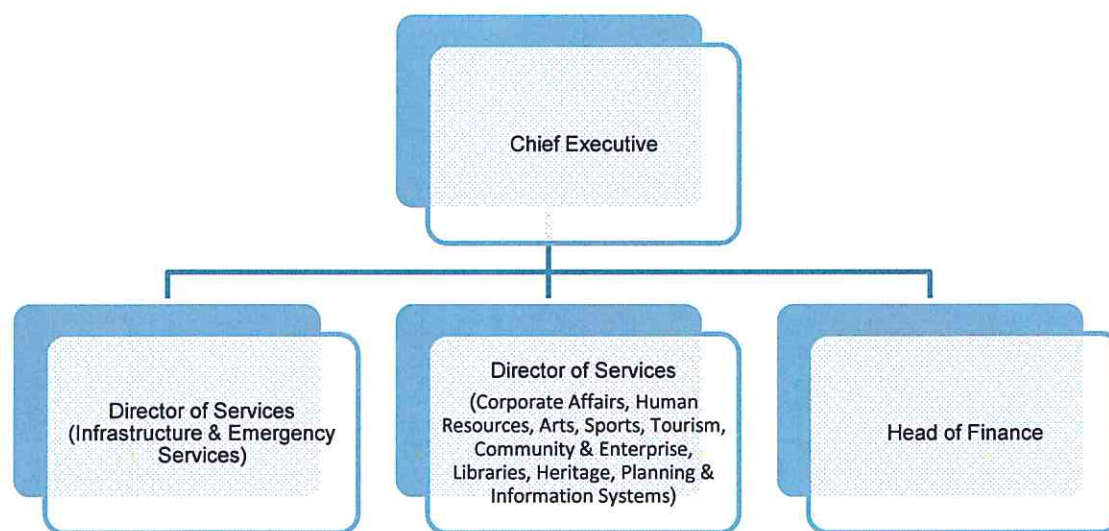 Chief Executive
Director of Services
(Infrastructure & Emergency
Services)
Director of Services
(Corporate Affairs, Human
Resources, Arts, Sports, Tourism,
Community & Enterprise,
Libraries, Heritage, Planning &
Information Systems)
Head of Finance